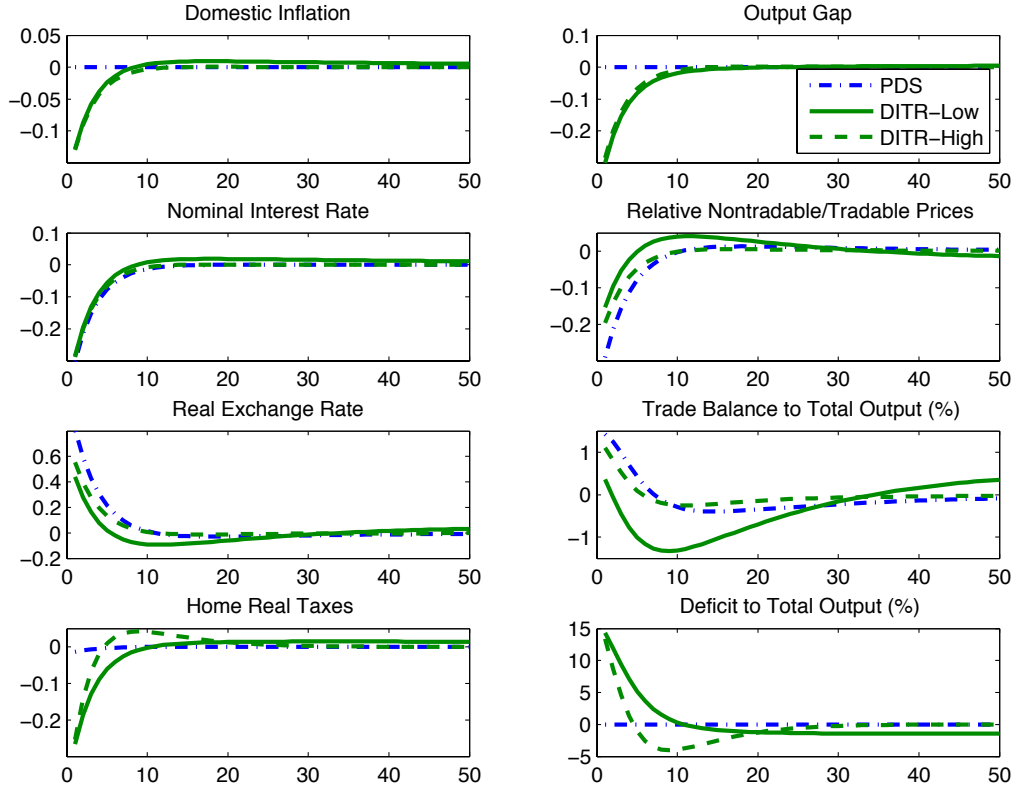 Domestic Inflation
0.05
0
−0.05
−0.1
0 10 20 30 40 50
Output Gap
0.1
0
−0.1
−0.2
0 10 20 30 40 50
PDS
DITR−Low
DITR−High
Nominal Interest Rate
0.1
0
−0.1
−0.2
0 10 20 30 40 50
Relative Nontradable/Tradable Prices
0
−0.1
−0.2
0 10 20 30 40 50
Real Exchange Rate
0.6
0.4
0.2
0
−0.2
0 10 20 30 40 50
Trade Balance to Total Output (%)
1
0
−1
0 10 20 30 40 50
Home Real Taxes
0
−0.1
−0.2
0 10 20 30 40 50
Deficit to Total Output (%)
15
10
5
0
−5
0 10 20 30 40 50